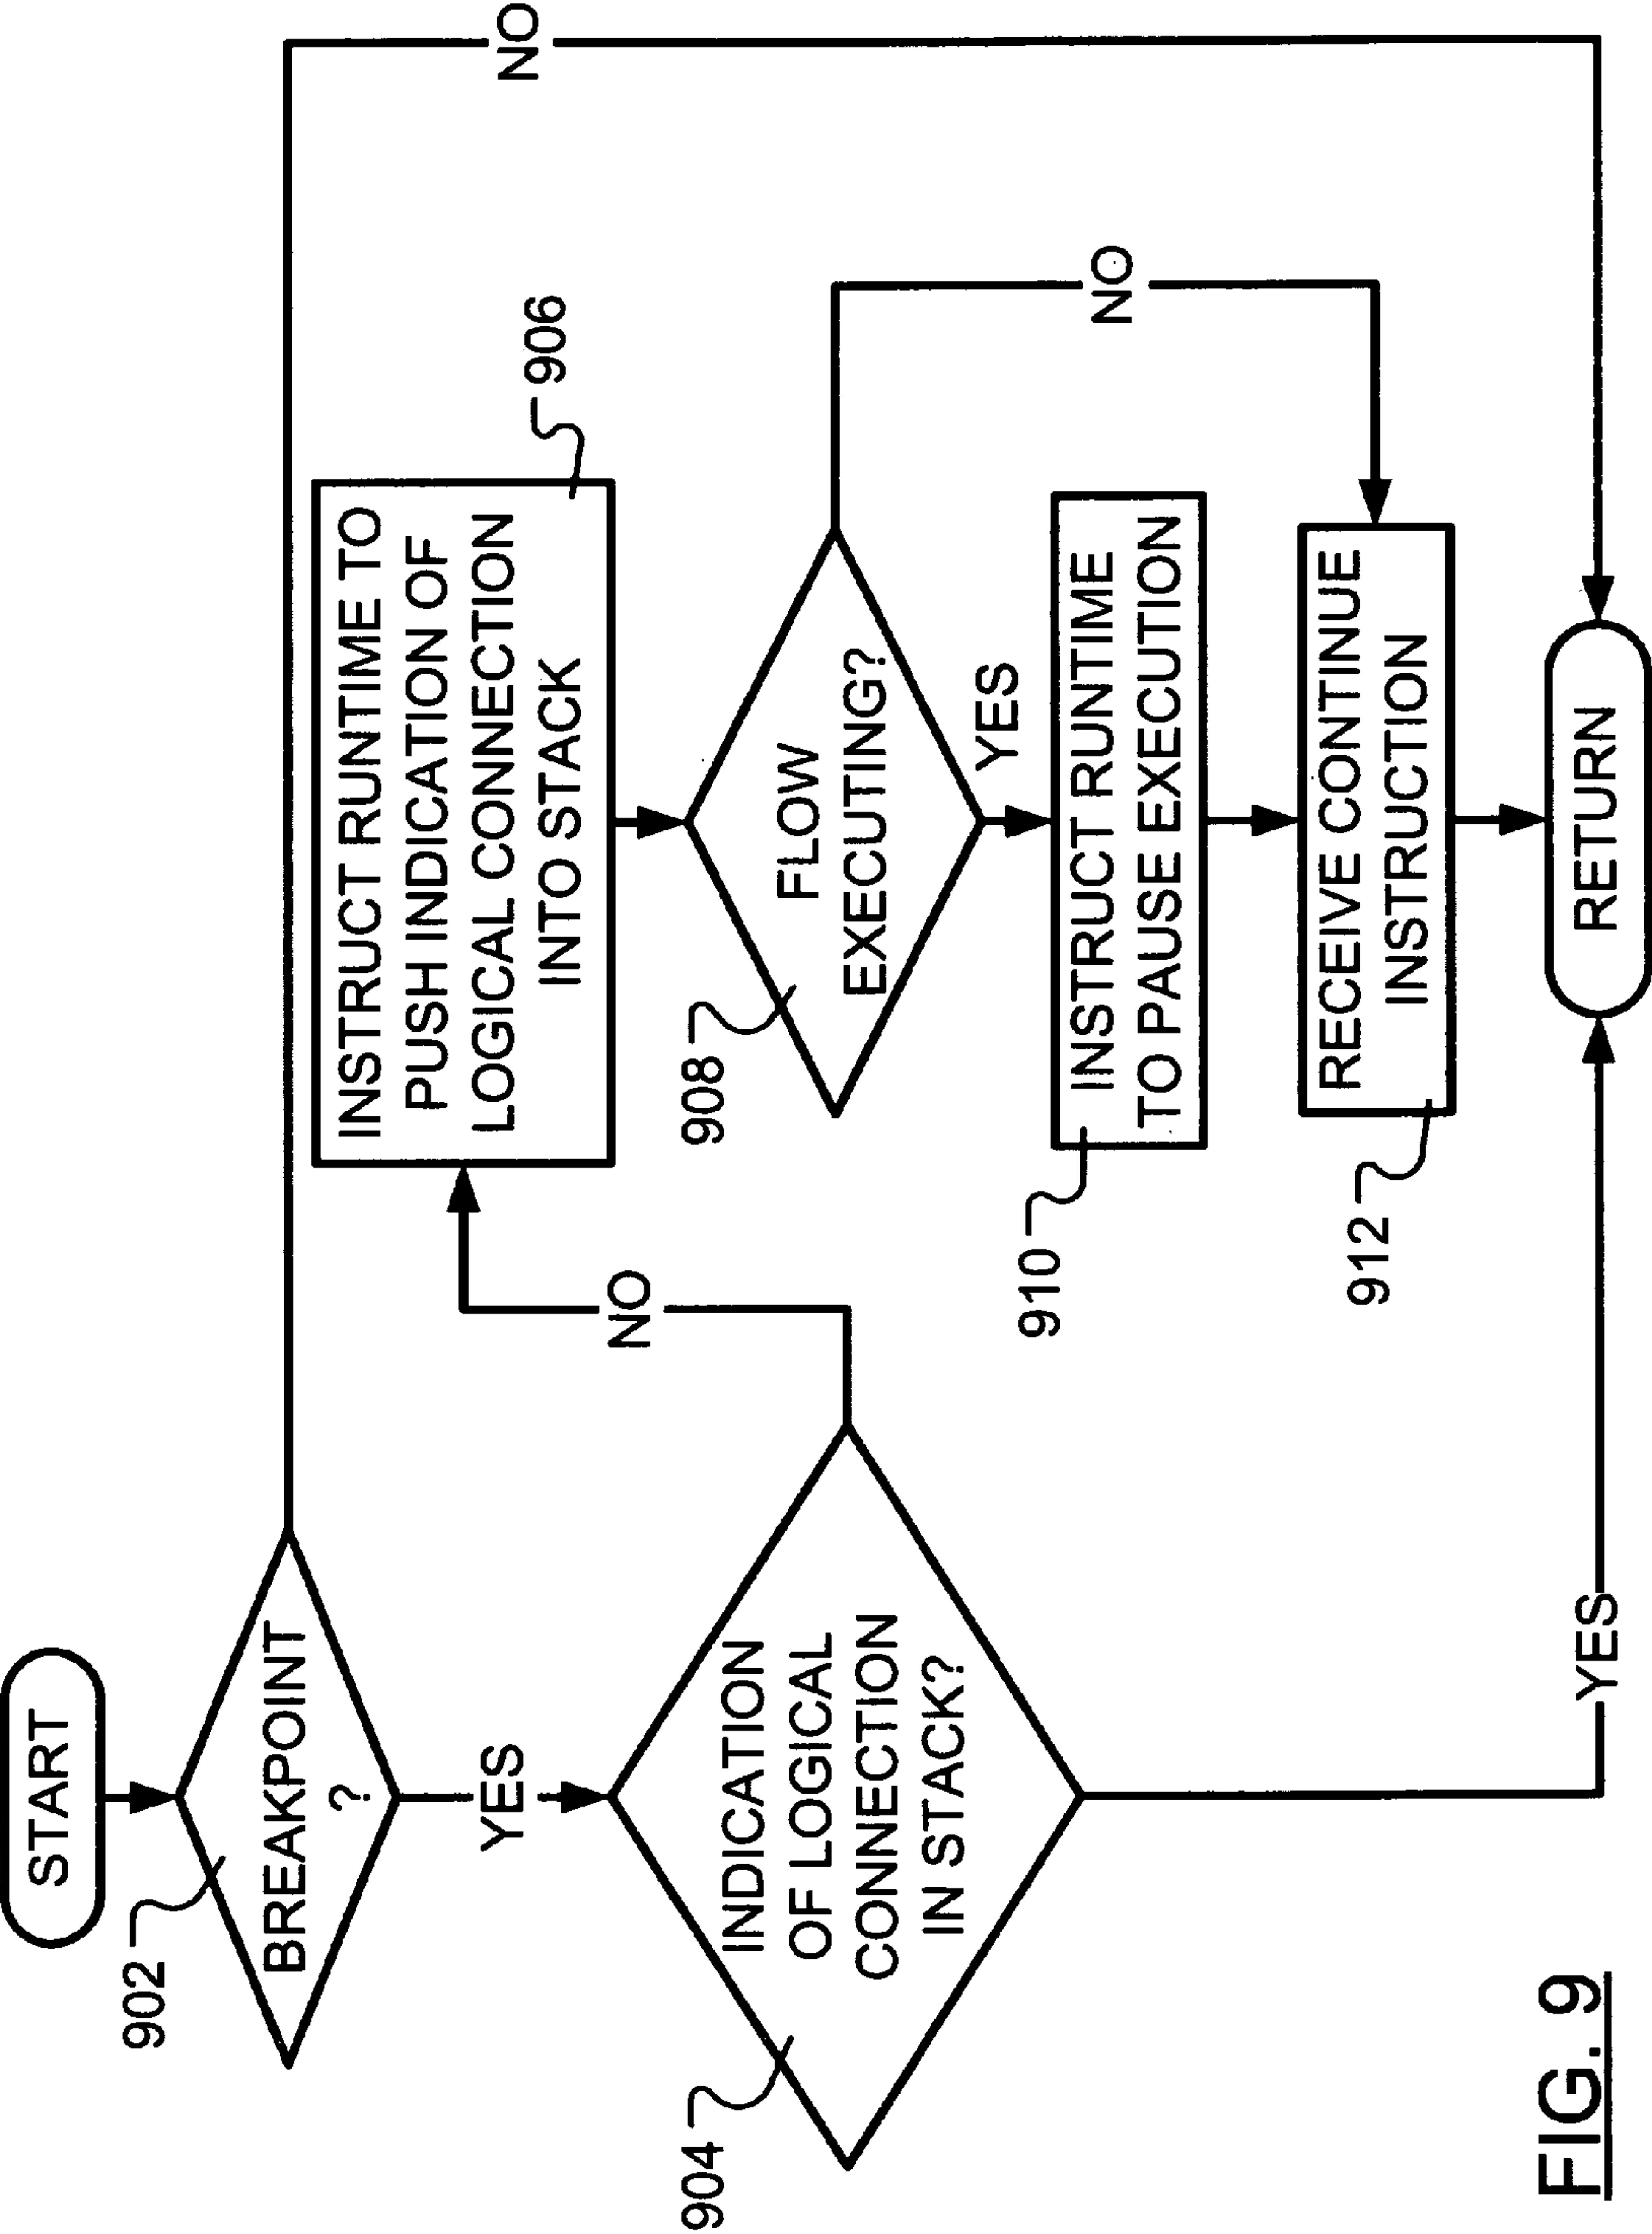 START
902
BREAKPOINT
?
YES
NO
904
INDICATION
OF LOGICAL
CONNECTION
IN STACK?
NO
YES
INSTRUCT RUNTIME TO
PUSH INDICATION OF
LOGICAL CONNECTION
INTO STACK
906
908
FLOW
EXECUTING?
NO
YES
910
INSTRUCT RUNTIME
TO PAUSE EXECUTION
912
RECEIVE CONTINUE
INSTRUCTION
RETURN
FIG. 9